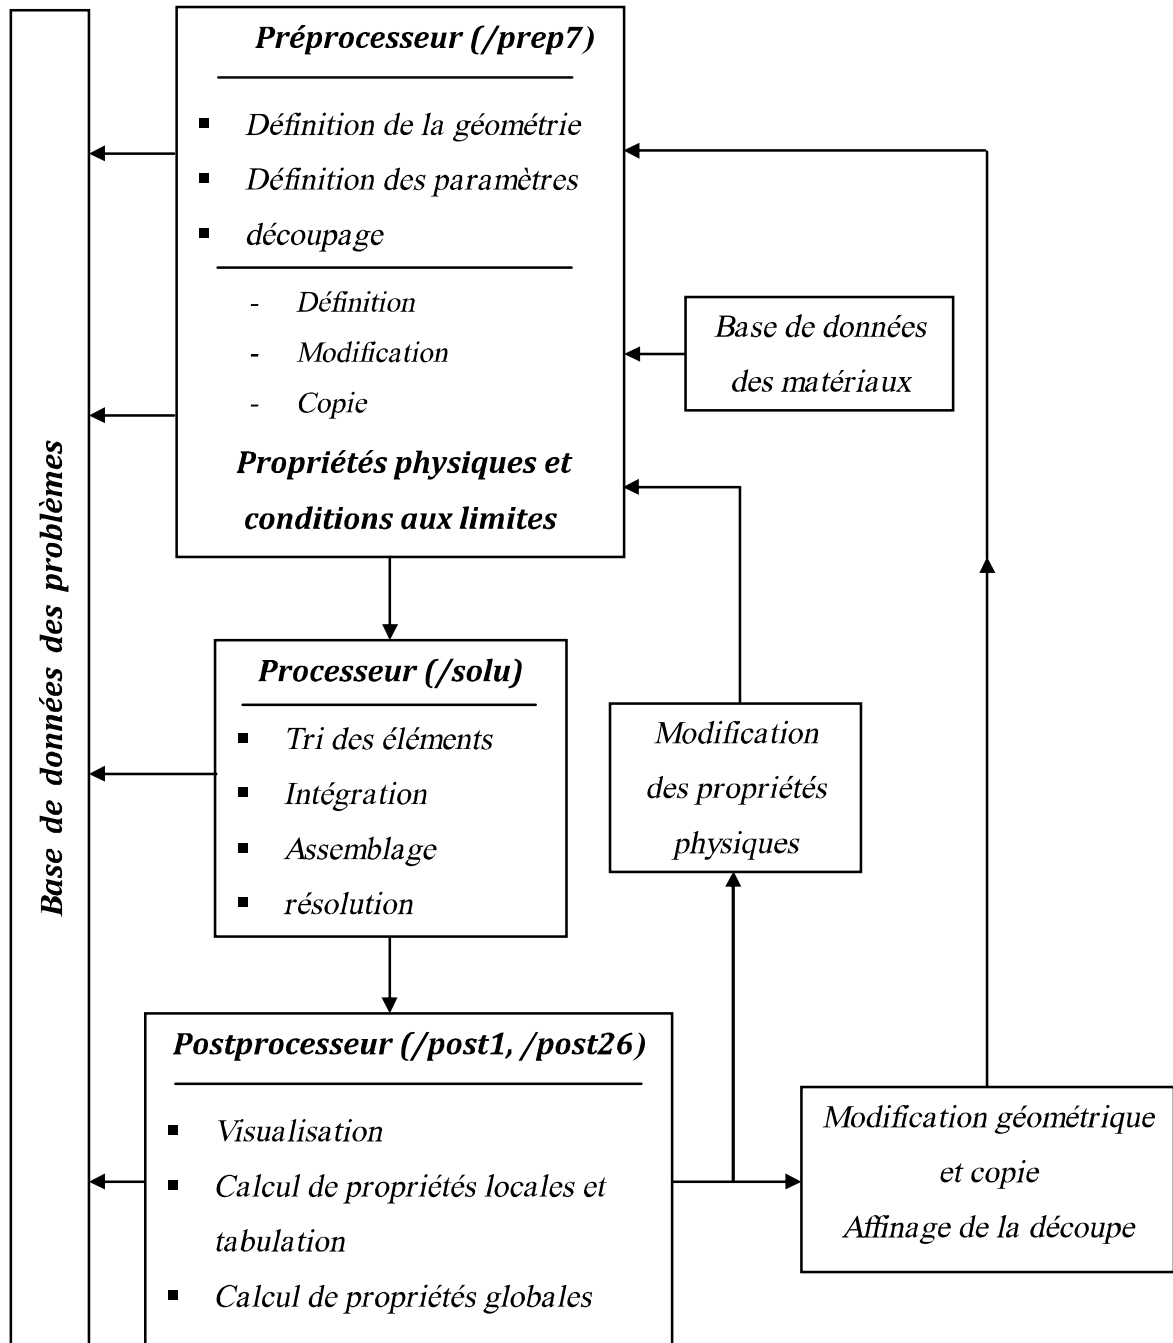 Préprocesseur (/prep7)
Définition de la géométrie
Définition des paramètres
découpage
- Définition
- Modification
- Copie
Propriétés physiques et
conditions aux limites
Base de données
des matériaux
Base de données des problèmes
Processeur (/solu)
Tri des éléments
Intégration
Assemblage
résolution
Modification
des propriétés
physiques
Postprocesseur (/post1, /post26)
Visualisation
Calcul de propriétés locales et
tabulation
Calcul de propriétés globales
Modification géométrique
et copie
Affinage de la découpe